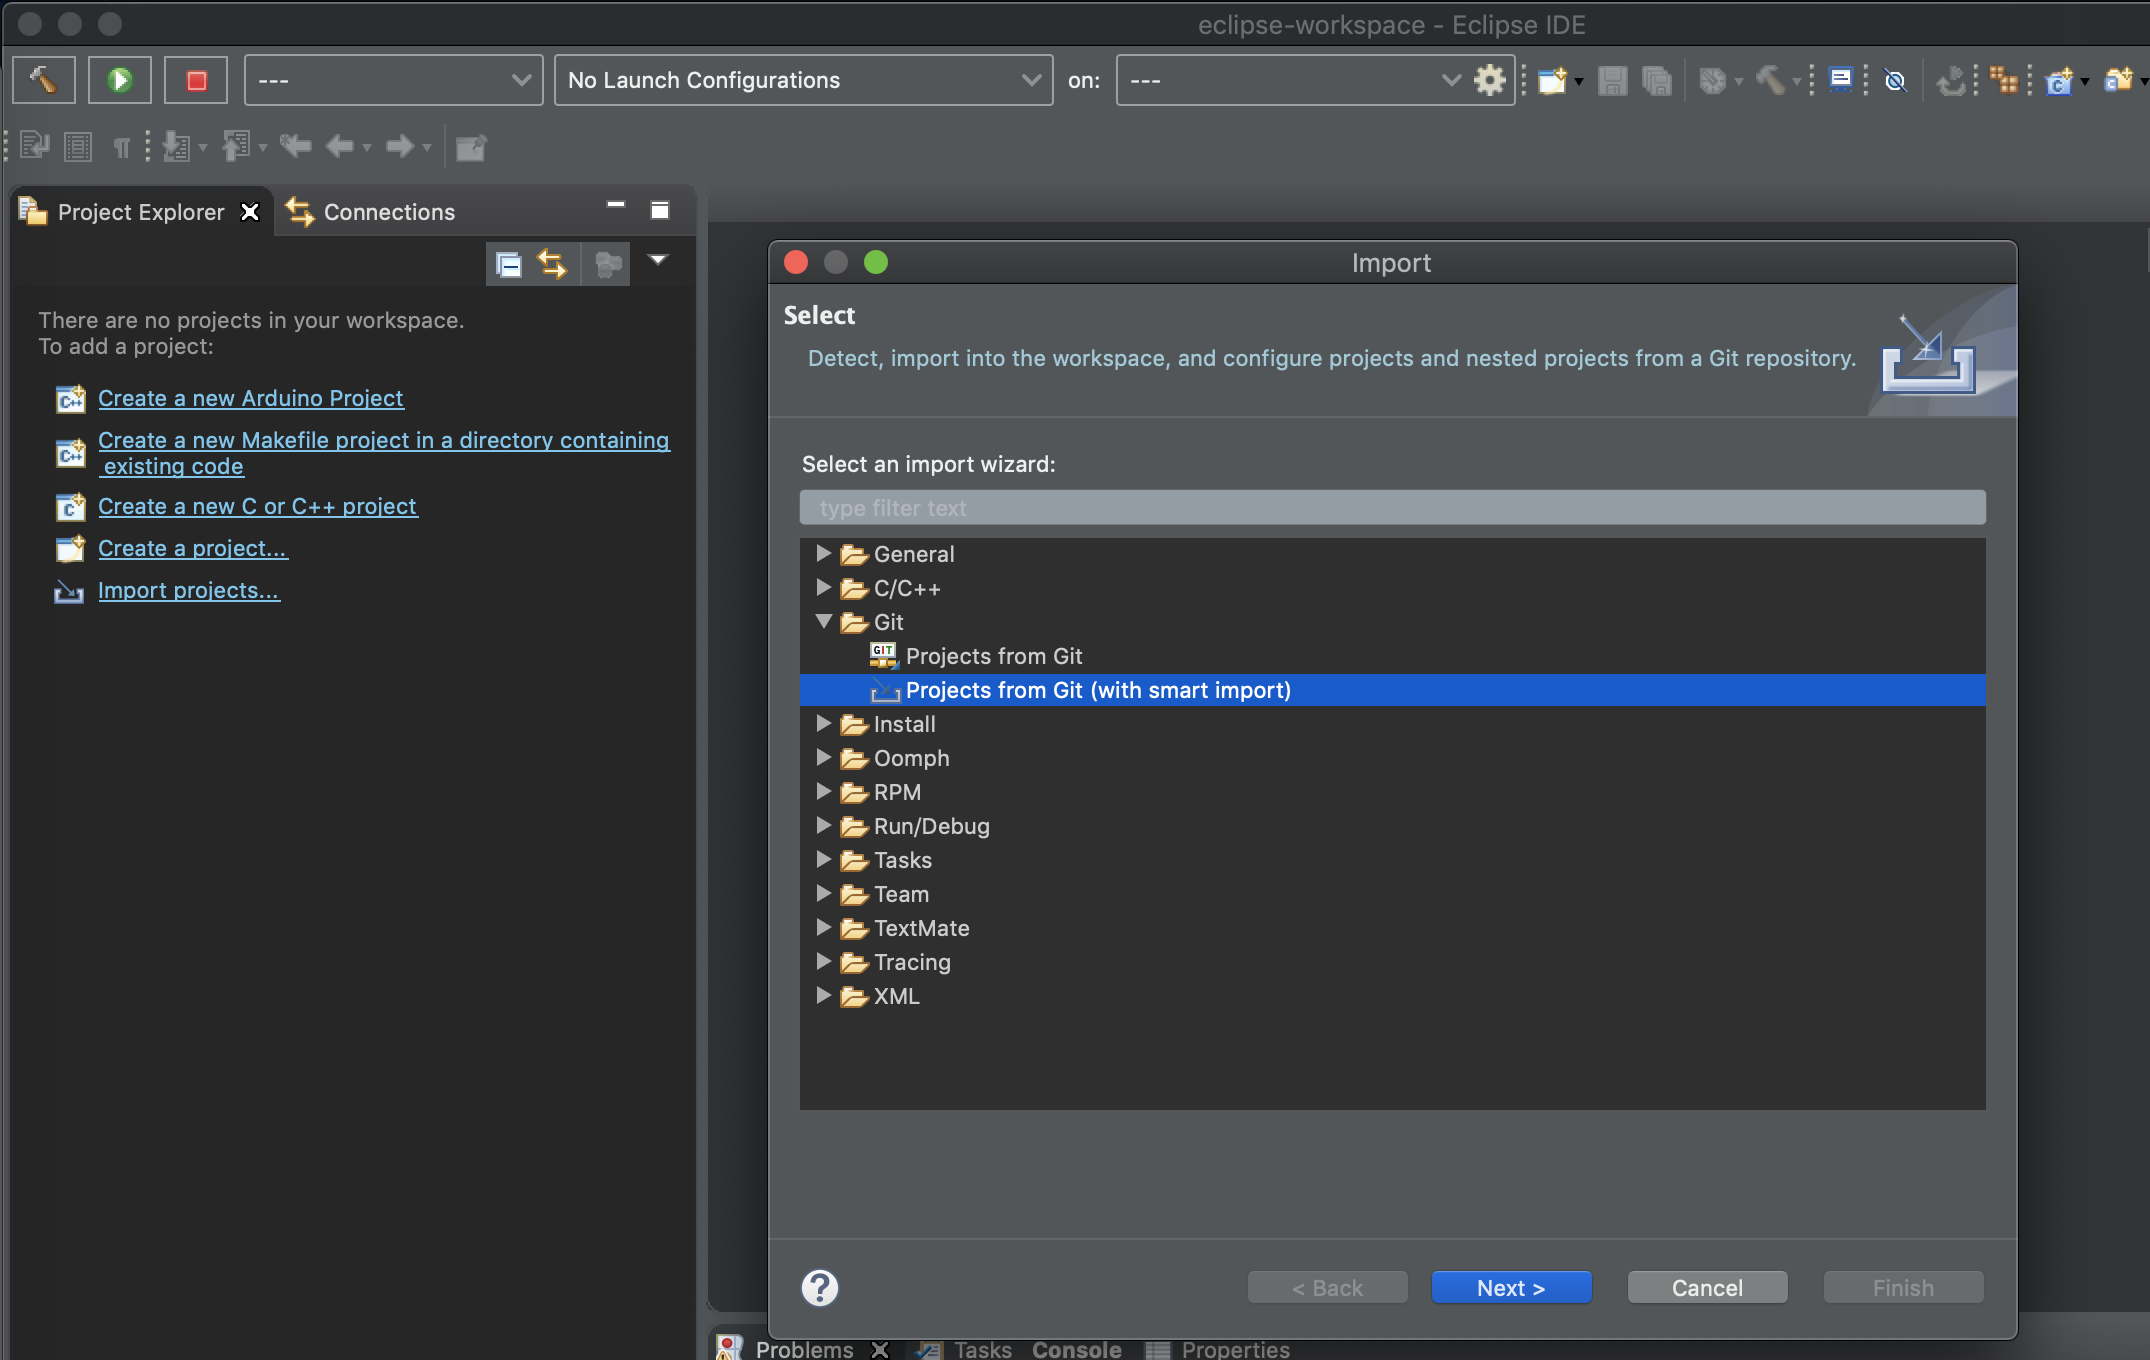 eclipse-workspace - Eclipse IDE
---
No Launch Configurations
on:
---
Project Explorer
Connections
There are no projects in your workspace.
To add a project:
Create a new Arduino Project
Create a new Makefile project in a directory containing
existing code
Create a new C or C++ project
Create a project...
Import projects...
Import
Select
Detect, import into the workspace, and configure projects and nested projects from a Git repository.
Select an import wizard:
type filter text
General
C/C++
Git
GIT Projects from Git
Projects from Git (with smart import)
Install
Oomph
RPM
Run/Debug
Tasks
Team
TextMate
Tracing
XML
?
< Back
Next >
Cancel
Finish
Problems
Tasks
Console
Properties